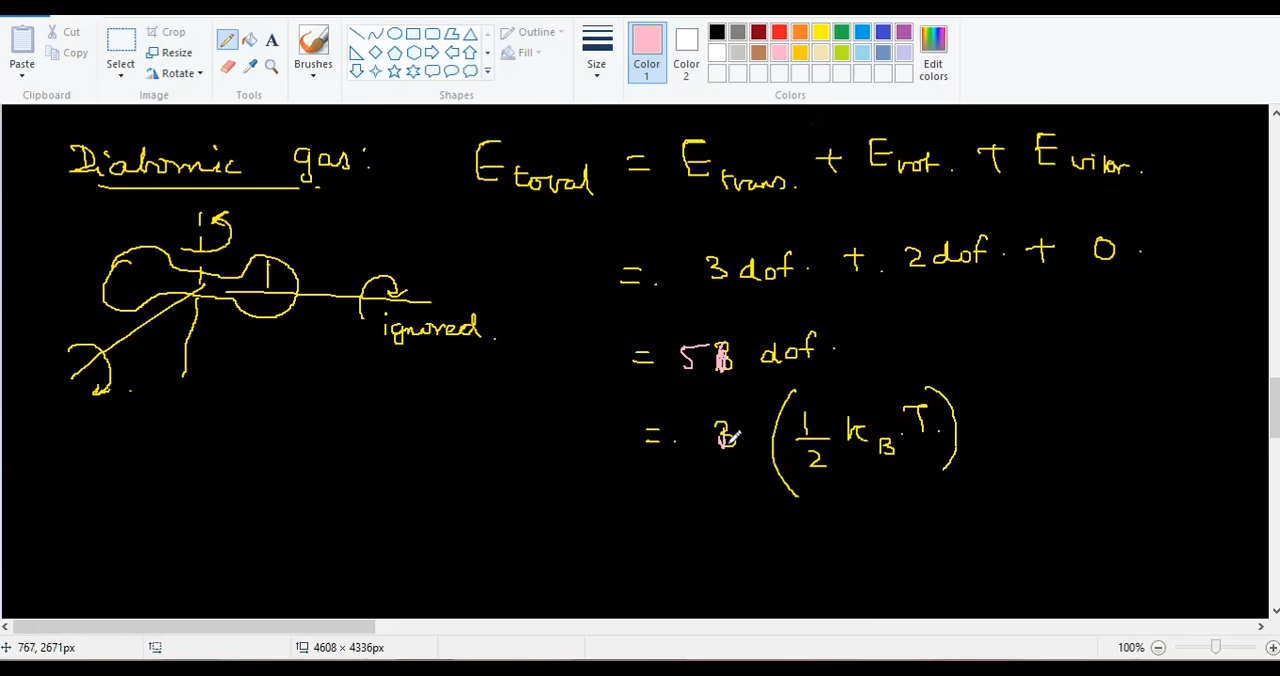 Cut
Copy
Paste
Clipboard
Select
Crop
Resize
Rotate
Image
A
Tools
Brushes
Outline
Fill
Shapes
Size
Color 1
Color 2
Edit colors
Colors
Diatomic gas:
E total = E trans. + E rot. + E vibr.
= 3 dof. + 2 dof. + 0.
ignored.
= 5 dof.
= 3 (1/2 k_B.T.)
767, 2671px
4608 × 4336px
100%